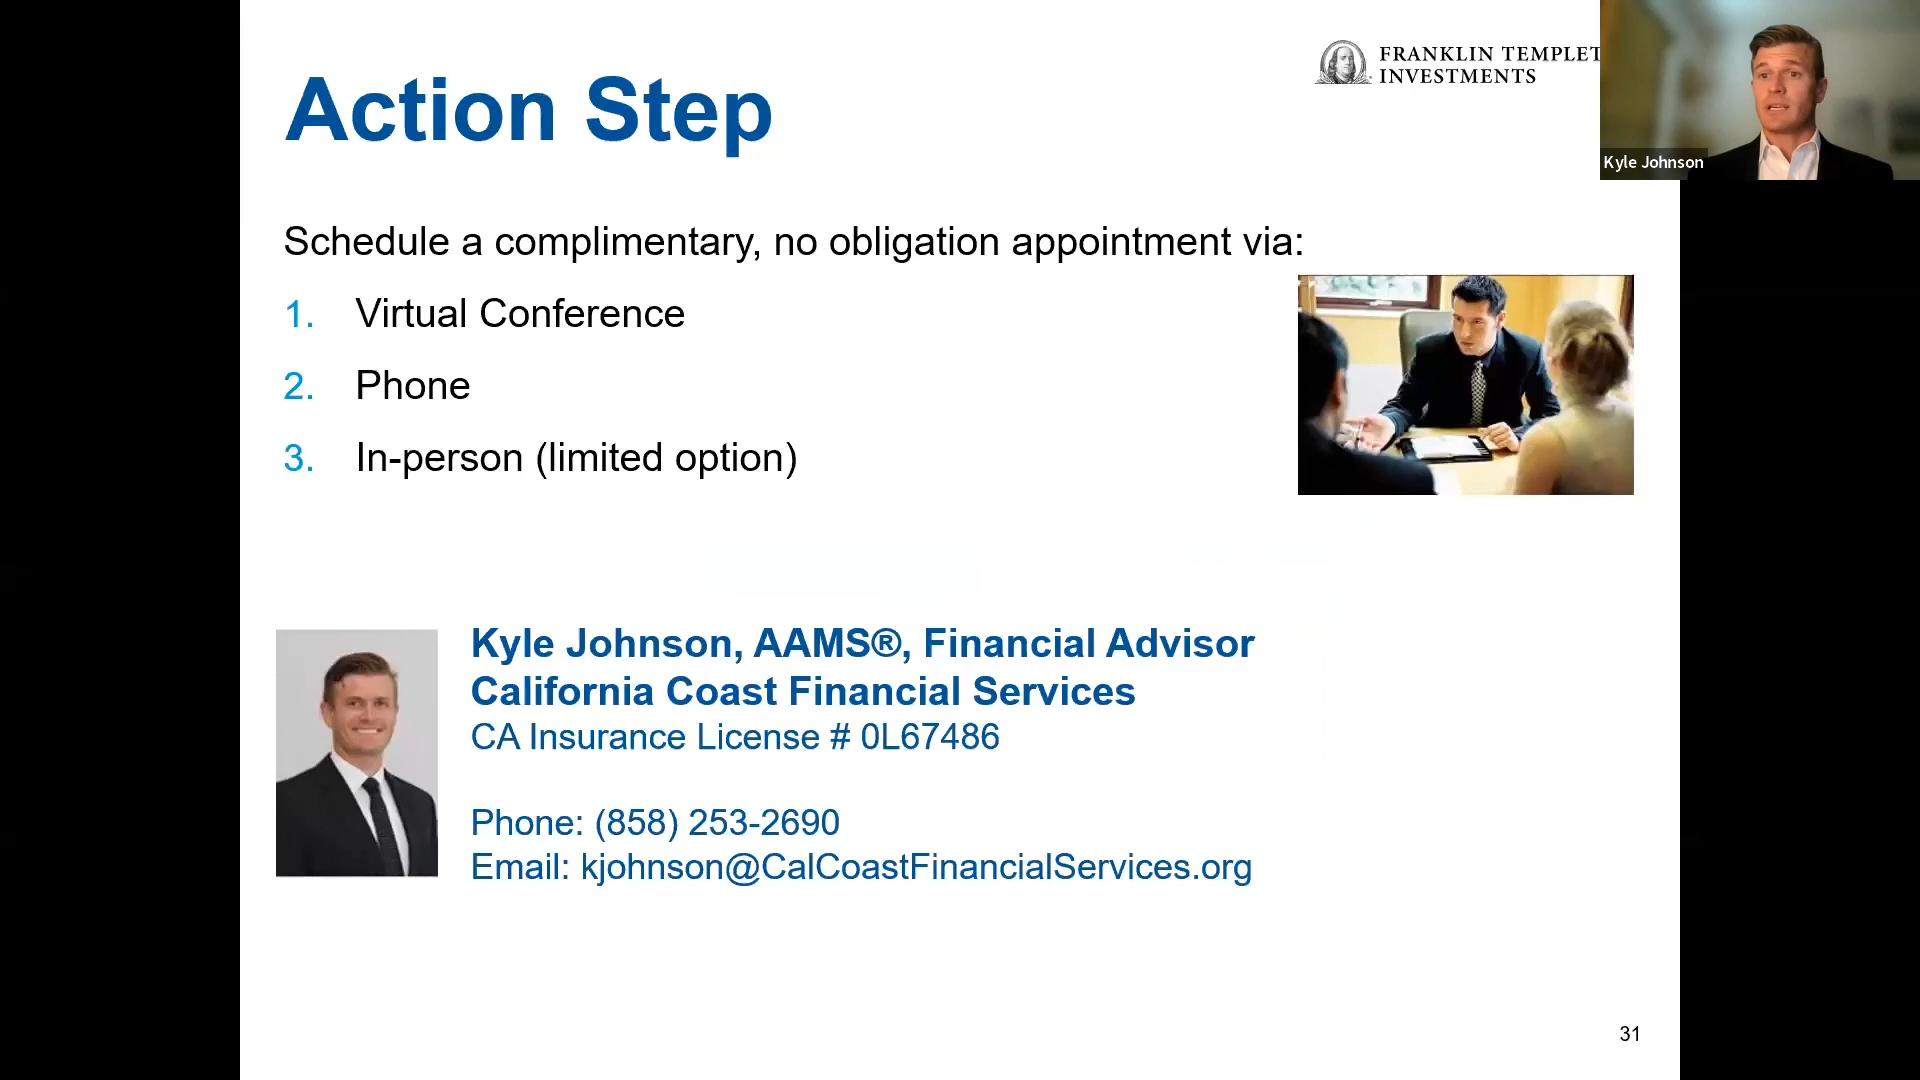 Action Step
FRANKLIN TEMPLET
INVESTMENTS
Kyle Johnson
Schedule a complimentary, no obligation appointment via:
1. Virtual Conference
2. Phone
3. In-person (limited option)
Kyle Johnson, AAMS®, Financial Advisor
California Coast Financial Services
CA Insurance License # 0L67486
Phone: (858) 253-2690
Email: kjohnson@CalCoastFinancialServices.org
31